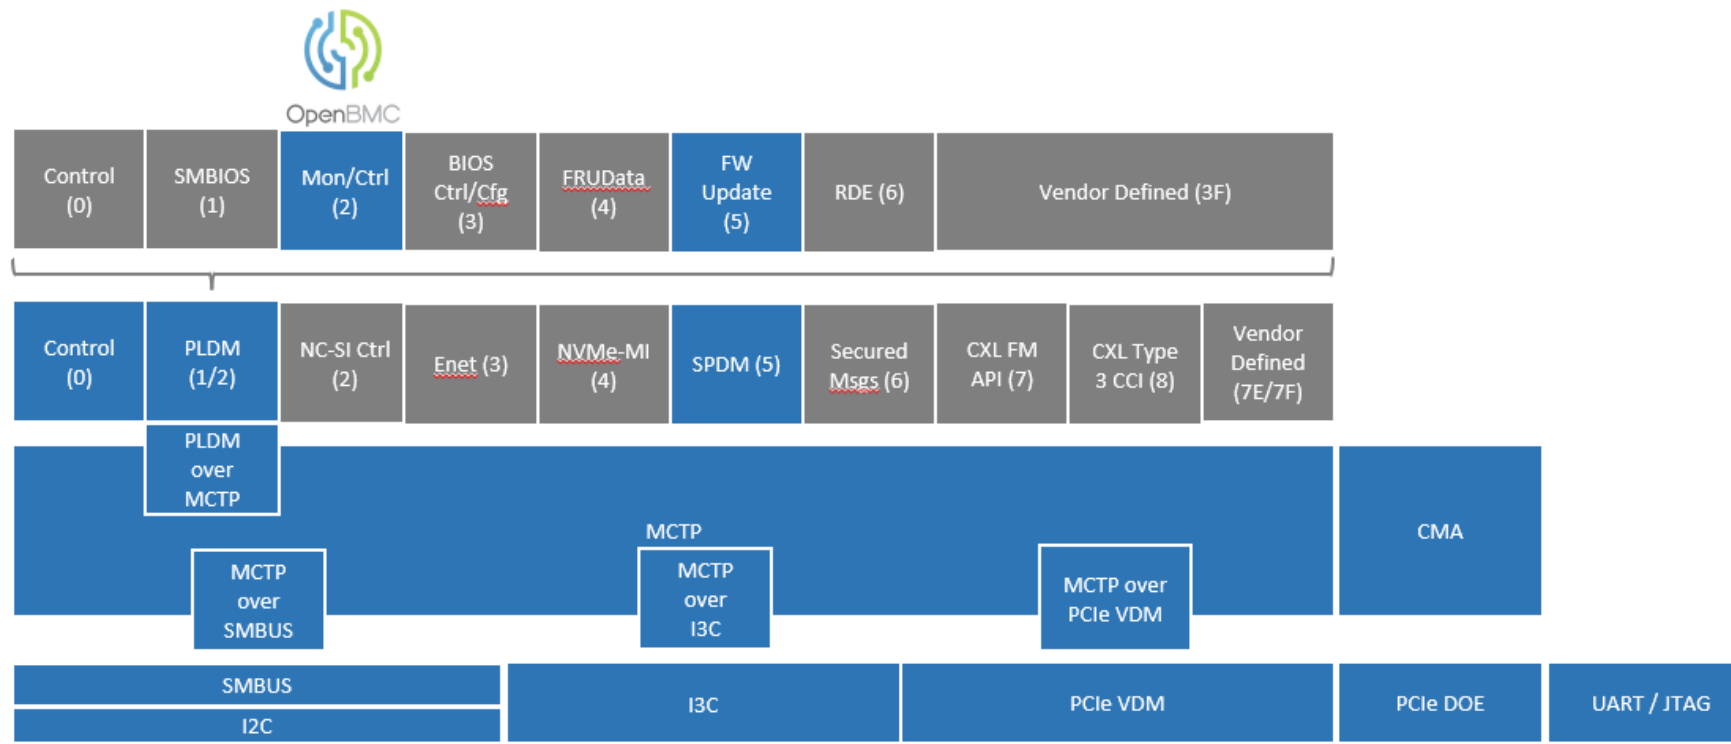 OpenBMC
Control
(0)
SMBIOS
(1)
Mon/Ctrl
(2)
BIOS
Ctrl/Cfg
(3)
FRUData
(4)
FW
Update
(5)
RDE (6)
Vendor Defined (3F)
Control
(0)
PLDM
(1/2)
NC-SI Ctrl
(2)
Enet (3)
NVMe-MI
(4)
SPDM (5)
Secured
Msgs (6)
CXL FM
API (7)
CXL Type
3 CCI (8)
Vendor
Defined
(7E/7F)
PLDM
over
MCTP
MCTP
CMA
MCTP
over
SMBUS
MCTP
over
I3C
MCTP over
PCIe VDM
SMBUS
I2C
I3C
PCIe VDM
PCIe DOE
UART / JTAG